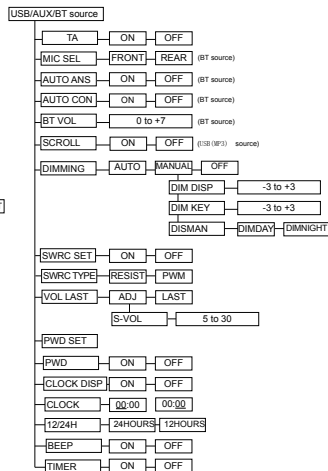 USB/AUX/BT source
TA ON OFF
MIC SEL FRONT REAR (BT source)
AUTO ANS ON OFF (BT source)
AUTO CON ON OFF (BT source)
BT VOL 0 to +7 (BT source)
SCROLL ON OFF (USB(MP3) source)
DIMMING AUTO MANUAL OFF
DIM DISP -3 to +3
DIM KEY -3 to +3
DISMAN DIMDAY DIMNIGHT
SWRC SET ON OFF
SWRC TYPE RESIST PWM
VOL LAST ADJ LAST
S-VOL 5 to 30
PWD SET
PWD ON OFF
CLOCK DISP ON OFF
CLOCK 00:00 00:00
12/24H 24HOURS 12HOURS
BEEP ON OFF
TIMER ON OFF